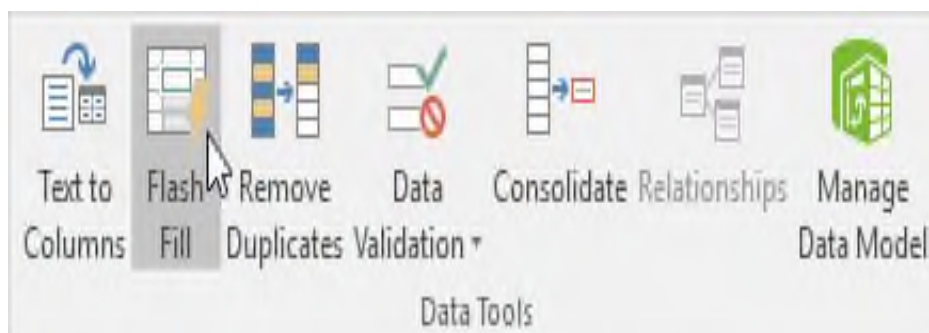 Text to Columns
Flash Fill
Remove Duplicates
Data Validation
Consolidate
Relationships
Manage Data Model
Data Tools